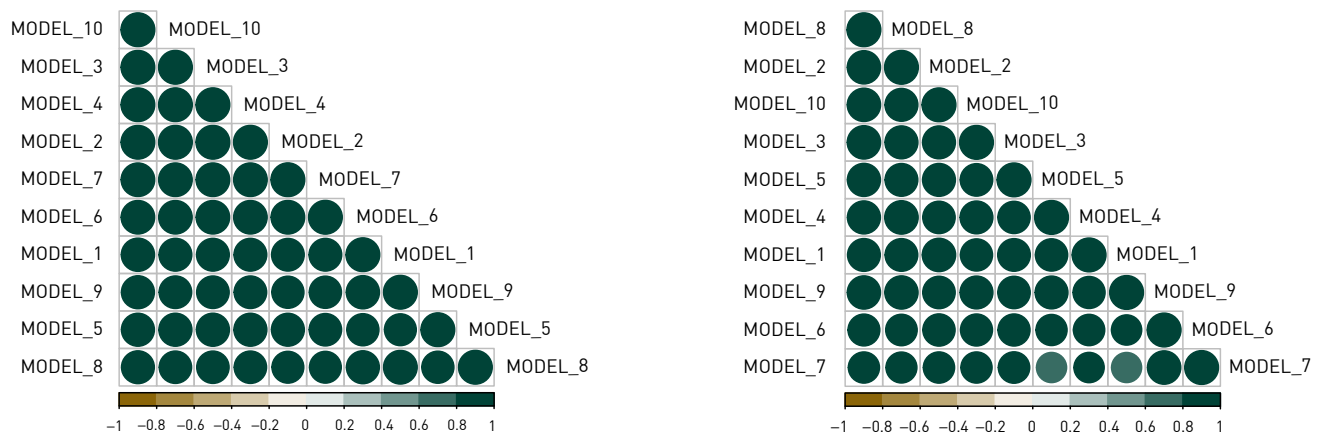 MODEL_10 MODEL_10
MODEL_3 MODEL_3
MODEL_4 MODEL_4
MODEL_2 MODEL_2
MODEL_7 MODEL_7
MODEL_6 MODEL_6
MODEL_1 MODEL_1
MODEL_9 MODEL_9
MODEL_5 MODEL_5
MODEL_8 MODEL_8
−1 −0.8 −0.6 −0.4 −0.2 0 0.2 0.4 0.6 0.8 1
MODEL_8 MODEL_8
MODEL_2 MODEL_2
MODEL_10 MODEL_10
MODEL_3 MODEL_3
MODEL_5 MODEL_5
MODEL_4 MODEL_4
MODEL_1 MODEL_1
MODEL_9 MODEL_9
MODEL_6 MODEL_6
MODEL_7 MODEL_7
−1 −0.8 −0.6 −0.4 −0.2 0 0.2 0.4 0.6 0.8 1